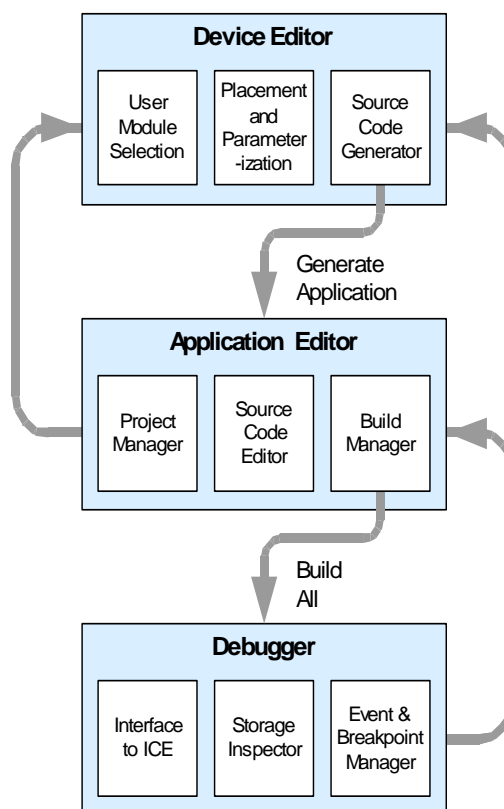 Device Editor
User
Module
Selection
Placement
and
Parameter
-ization
Source
Code
Generator
Generate
Application
Application Editor
Project
Manager
Source
Code
Editor
Build
Manager
Build
All
Debugger
Interface
to ICE
Storage
Inspector
Event &
Breakpoint
Manager